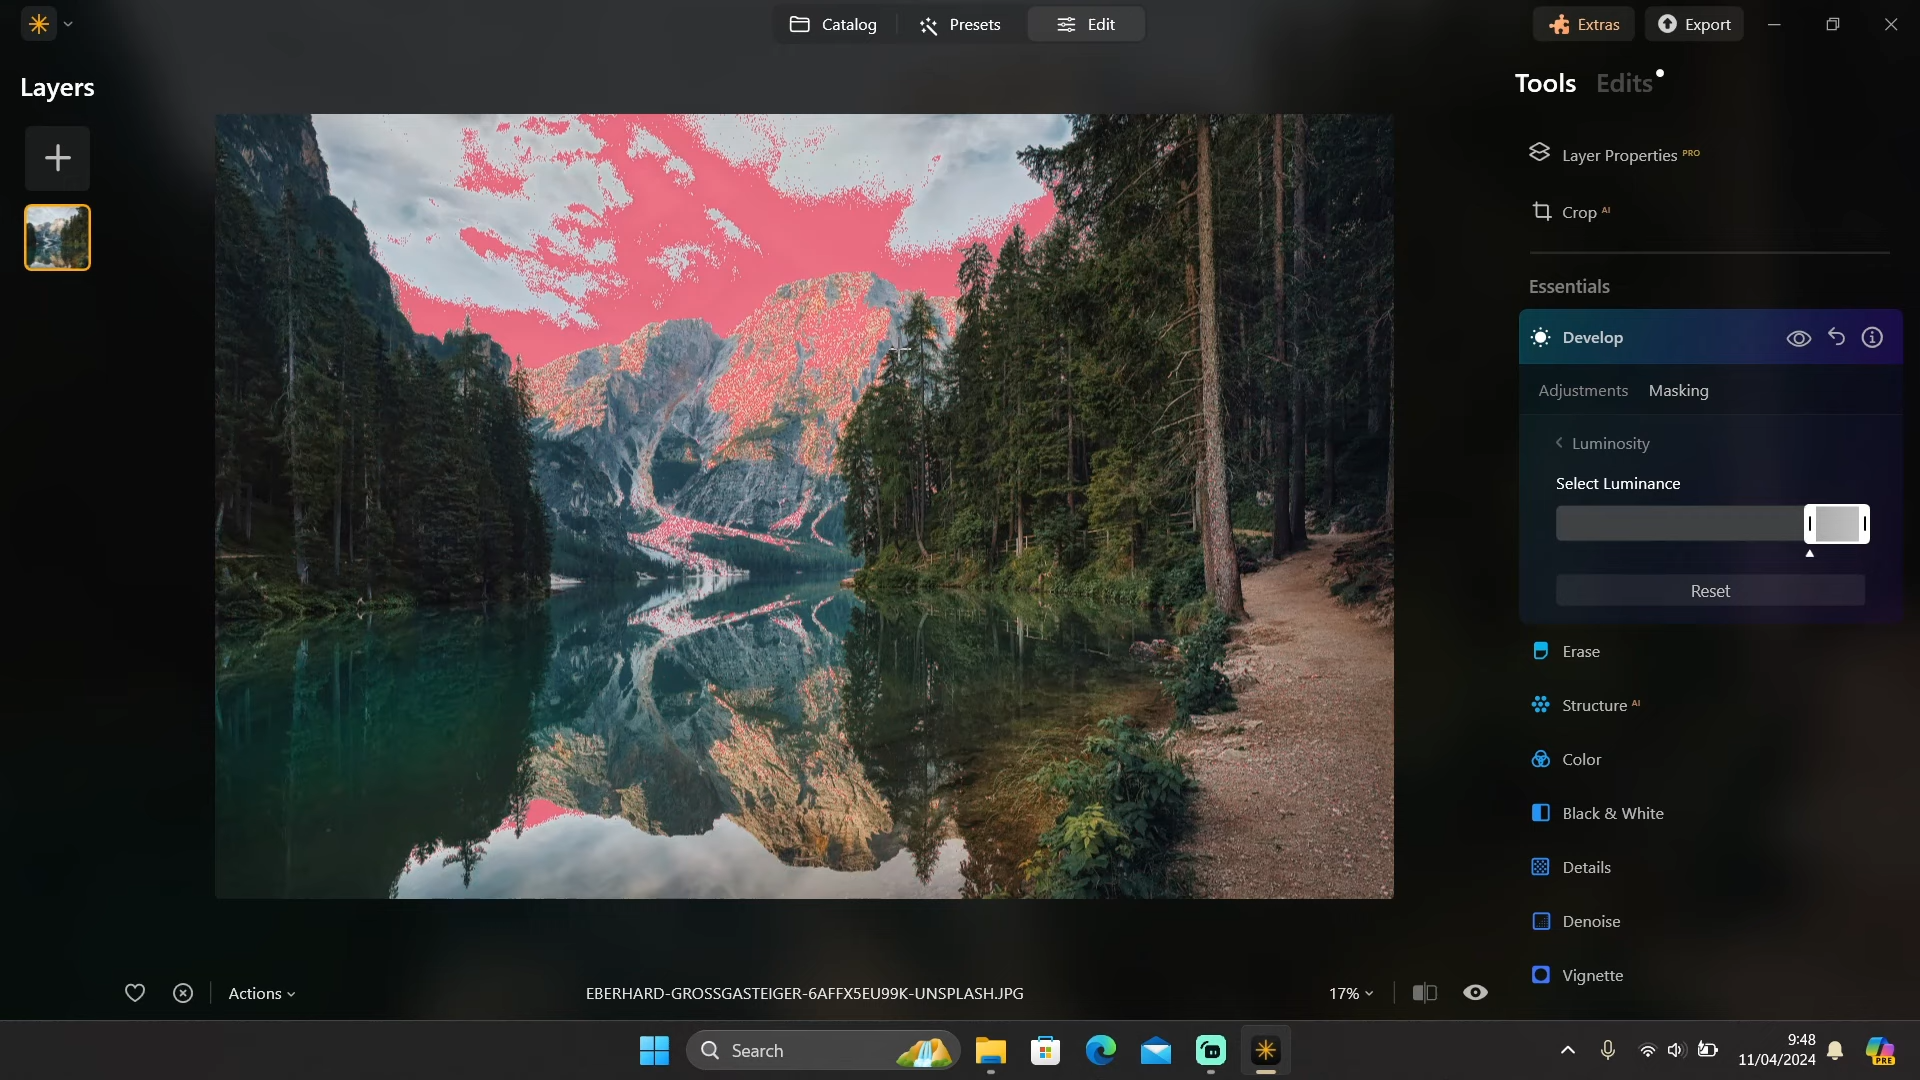 Catalog
Presets
Edit
Extras
Export
Layers
Tools
Edits
Layer Properties PRO
Crop AI
Essentials
Develop
Adjustments
Masking
Luminosity
Select Luminance
Reset
Erase
Structure AI
Color
Black & White
Details
Denoise
Vignette
Actions
EBERHARD-GROSSGASTEIGER-6AFFX5EU99K-UNSPLASH.JPG
17%
Search
9:48
11/04/2024
PRE